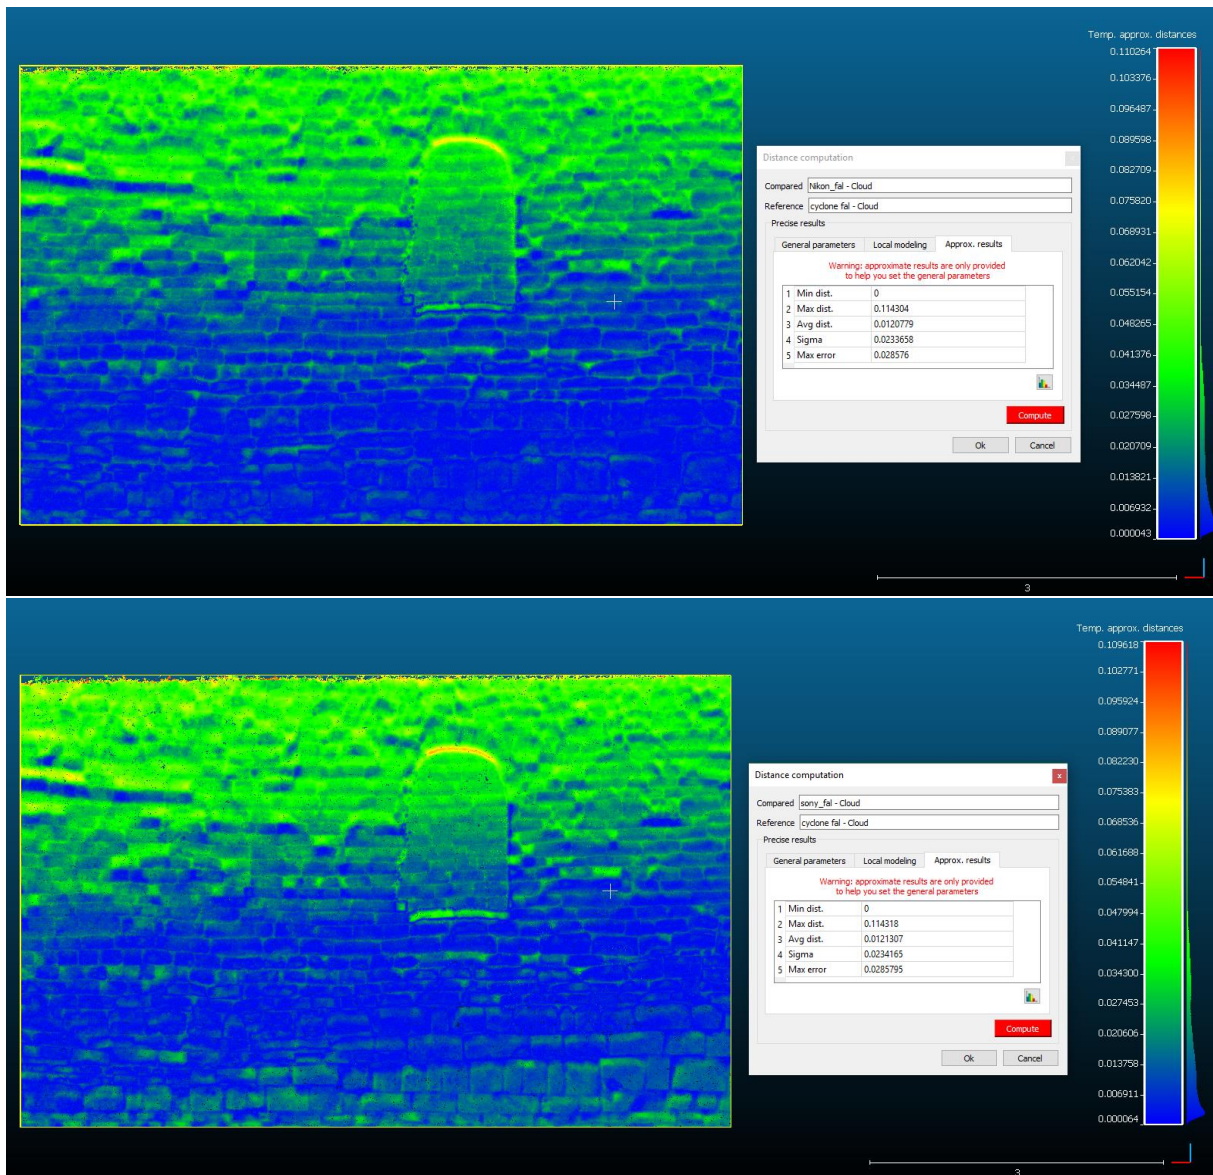 Temp. approx. distances
0.110264
0.103376
0.096487
0.089598
0.082709
0.075820
0.068931
0.062042
0.055154
0.048265
0.041376
0.034487
0.027598
0.020709
0.013821
0.006932
0.000043
Distance computation
Compared Nikon_fal - Cloud
Reference cyclone fal - Cloud
Precise results
General parameters Local modeling Approx. results
Warning: approximate results are only provided
to help you set the general parameters
1 Min dist. 0
2 Max dist. 0.114304
3 Avg dist. 0.0120779
4 Sigma 0.0233658
5 Max error 0.028576
Compute
Ok Cancel
3
Temp. approx. distances
0.109618
0.102771
0.095924
0.089077
0.082230
0.075383
0.068536
0.061688
0.054841
0.047994
0.041147
0.034300
0.027453
0.020606
0.013758
0.006911
0.000064
Distance computation
x
Compared sony_fal - Cloud
Reference cyclone fal - Cloud
Precise results
General parameters Local modeling Approx. results
Warning: approximate results are only provided
to help you set the general parameters
1 Min dist. 0
2 Max dist. 0.114318
3 Avg dist. 0.0121307
4 Sigma 0.0234165
5 Max error 0.0285795
Compute
Ok Cancel
3